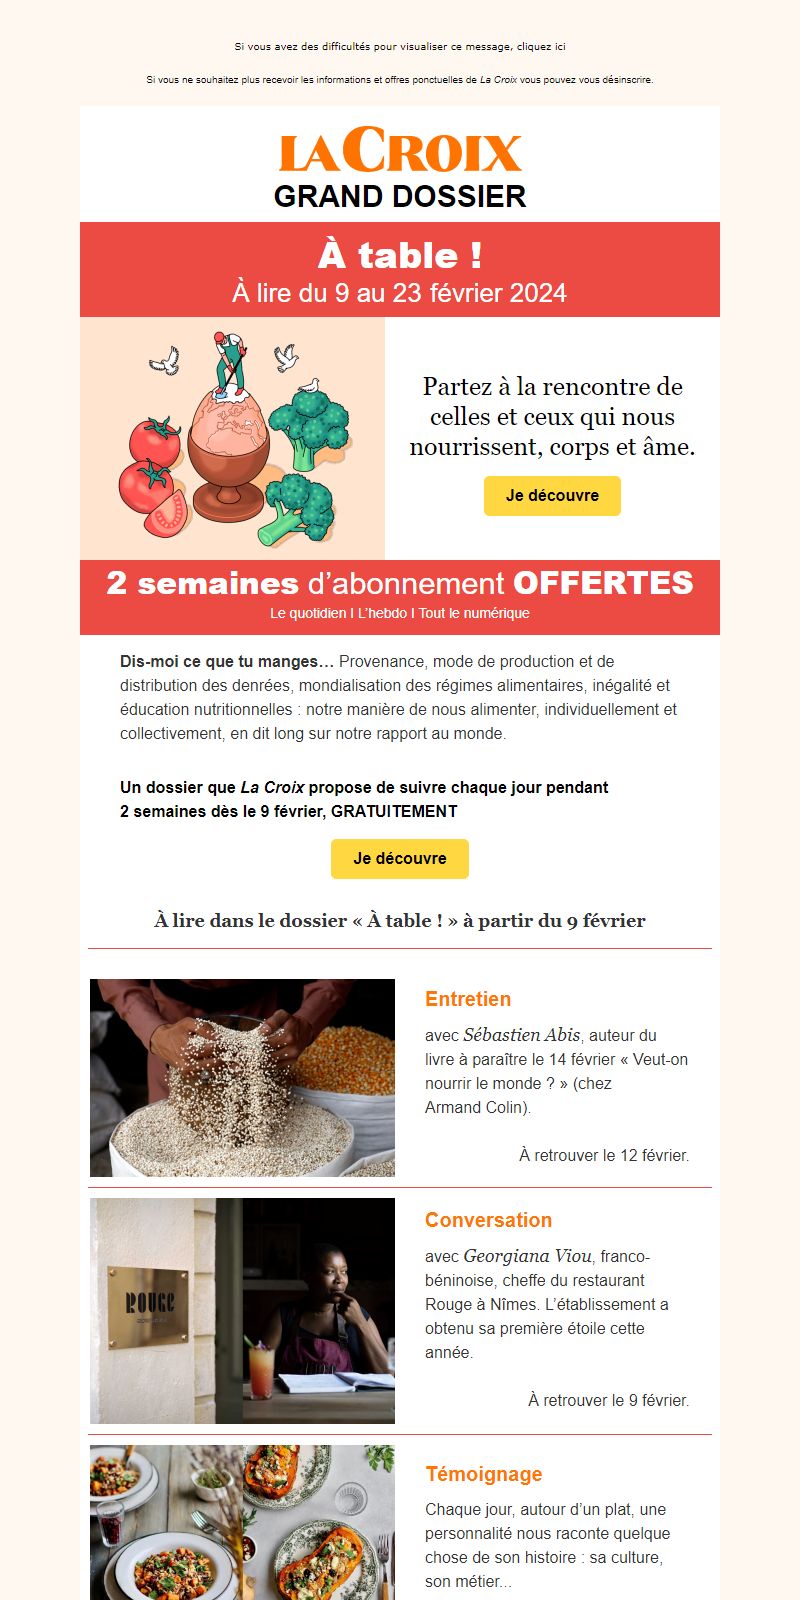 Si vous avez des difficultés pour visualiser ce message, cliquez ici
Si vous ne souhaitez plus recevoir les informations et offres ponctuelles de La Croix vous pouvez vous désinscrire.
LA CROIX
GRAND DOSSIER
À table !
À lire du 9 au 23 février 2024
Partez à la rencontre de
celles et ceux qui nous
nourrissent, corps et âme.
Je découvre
2 semaines d’abonnement OFFERTES
Le quotidien I L’hebdo I Tout le numérique
Dis-moi ce que tu manges… Provenance, mode de production et de
distribution des denrées, mondialisation des régimes alimentaires, inégalité et
éducation nutritionnelles : notre manière de nous alimenter, individuellement et
collectivement, en dit long sur notre rapport au monde.
Un dossier que La Croix propose de suivre chaque jour pendant
2 semaines dès le 9 février, GRATUITEMENT
Je découvre
À lire dans le dossier « À table ! » à partir du 9 février
Entretien
avec Sébastien Abis, auteur du
livre à paraître le 14 février « Veut-on
nourrir le monde ? » (chez
Armand Colin).
À retrouver le 12 février.
ROUGE
Conversation
avec Georgiana Viou, franco-
béninoise, cheffe du restaurant
Rouge à Nîmes. L’établissement a
obtenu sa première étoile cette
année.
À retrouver le 9 février.
Témoignage
Chaque jour, autour d’un plat, une
personnalité nous raconte quelque
chose de son histoire : sa culture,
son métier...